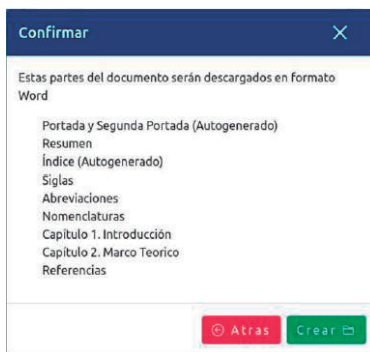 Confirmar
Estas partes del documento serán descargados en formato
Word
Portada y Segunda Portada (Autogenerado)
Resumen
Índice (Autogenerado)
Siglas
Abreviaciones
Nomenclaturas
Capítulo 1. Introducción
Capítulo 2. Marco Teorico
Referencias
Atras Crear